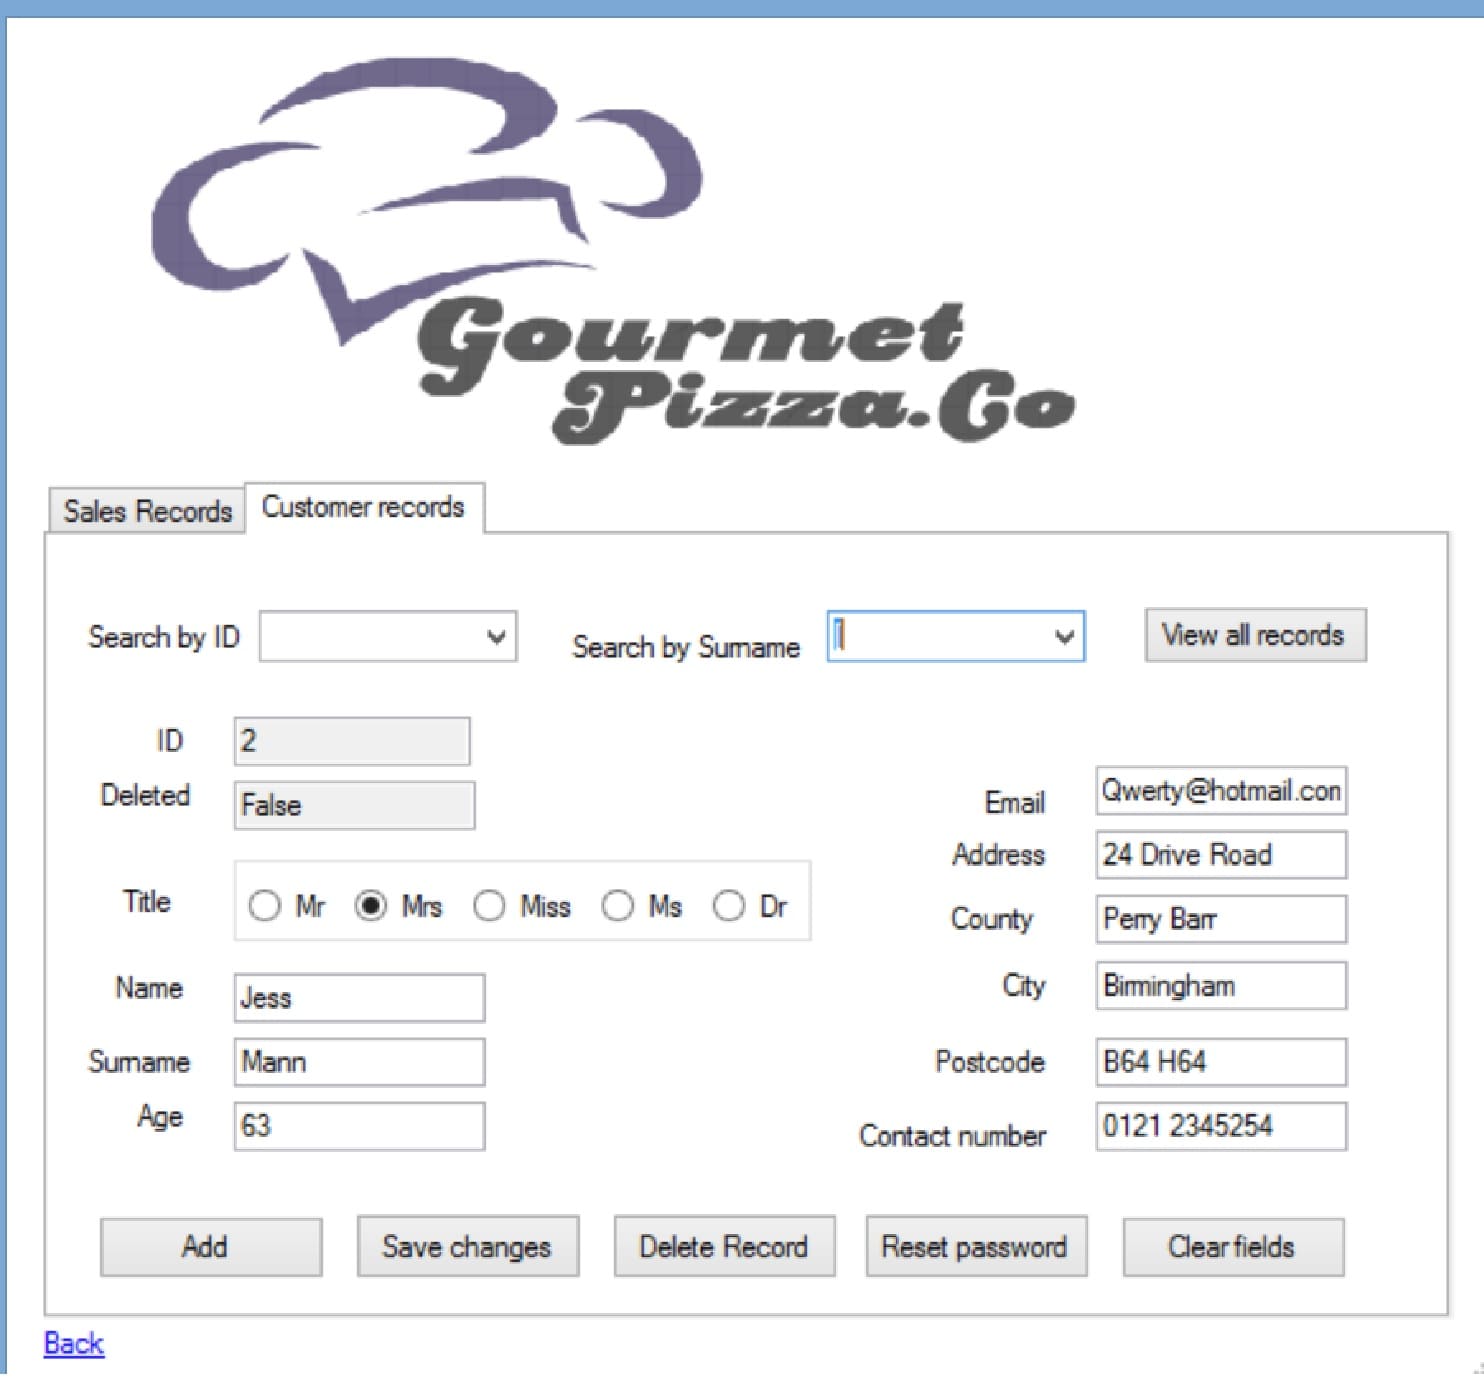 Gourmet
Pizza.Co
Sales Records
Customer records
Search by ID
Search by Surname
View all records
ID 2
Deleted False
Title Mr Mrs Miss Ms Dr
Name Jess
Surname Mann
Age 63
Email Qwerty@hotmail.con
Address 24 Drive Road
County Perry Barr
City Birmingham
Postcode B64 H64
Contact number 0121 2345254
Add
Save changes
Delete Record
Reset password
Clear fields
Back